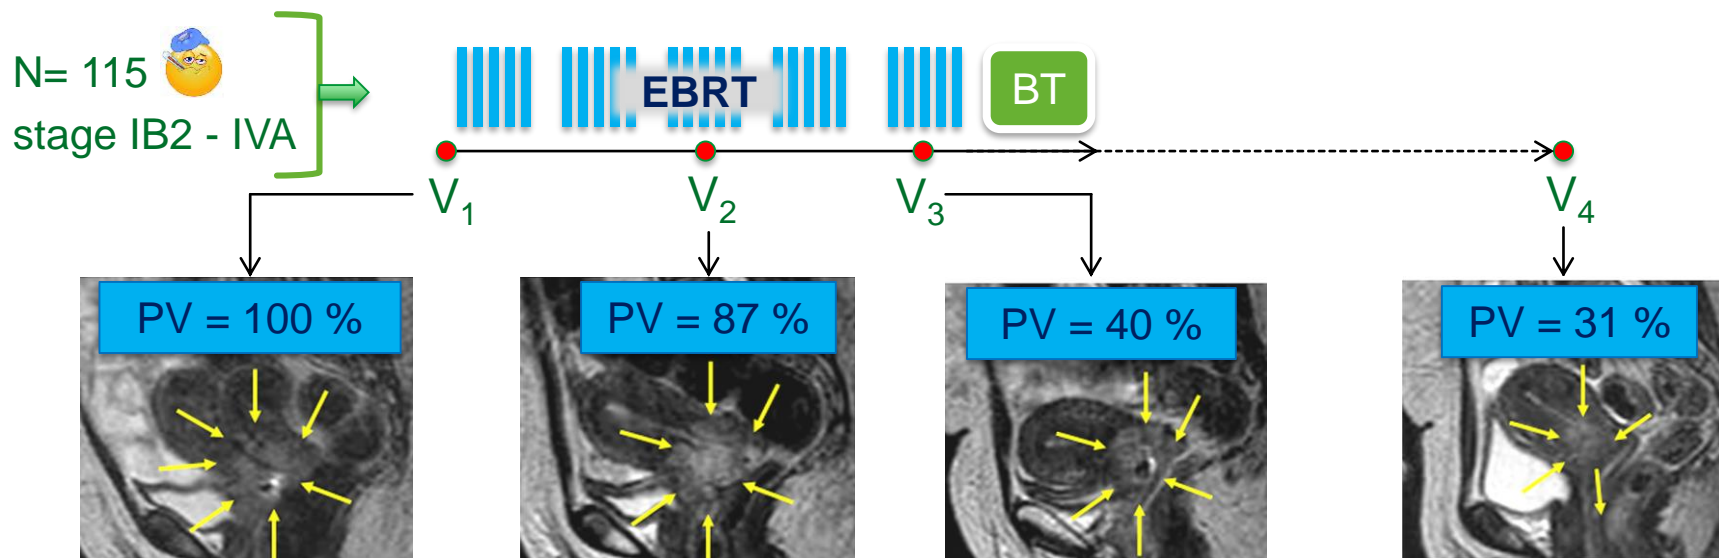 N= 115
stage IB2 - IVA
EBRT
BT
V1
V2
V3
V4
PV = 100 %
PV = 87 %
PV = 40 %
PV = 31 %